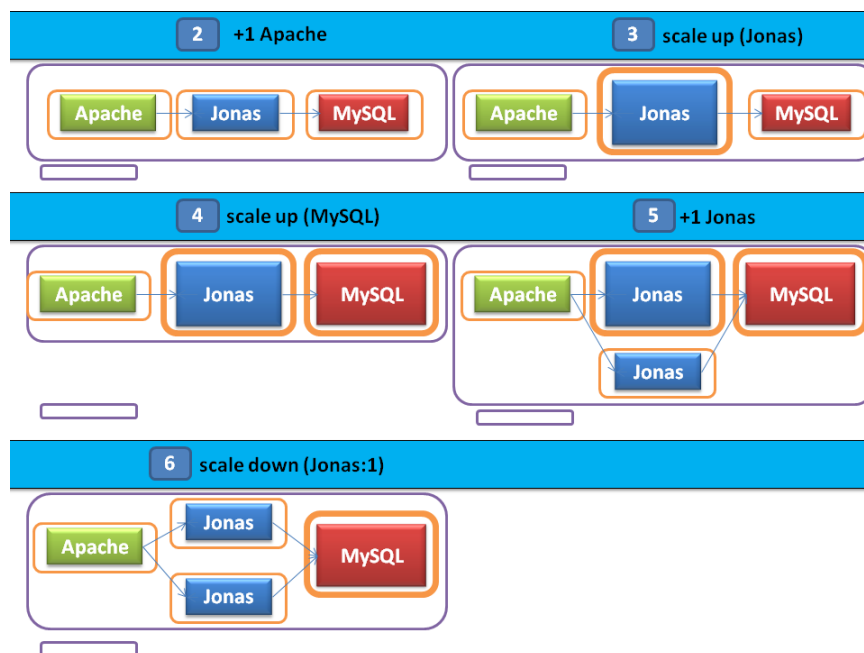 2 +1 Apache
3 scale up (Jonas)
Apache Jonas MySQL
Apache Jonas MySQL
4 scale up (MySQL)
5 +1 Jonas
Apache Jonas MySQL
Apache Jonas MySQL
Jonas
6 scale down (Jonas:1)
Jonas
Apache
MySQL
Jonas